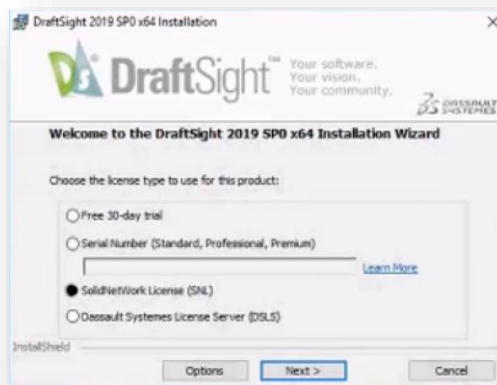 DraftSight 2019 SP0 x64 Installation
DS DraftSight™
Your software.
Your vision.
Your community.
DASSAULT
SYSTEMES
Welcome to the DraftSight 2019 SP0 x64 Installation Wizard
Choose the license type to use for this product:
Free 30-day trial
Serial Number (Standard, Professional, Premium)
Learn More
SolidNetWork License (SNL)
Dassault Systemes License Server (DSLS)
InstallShield
Options
Next >
Cancel